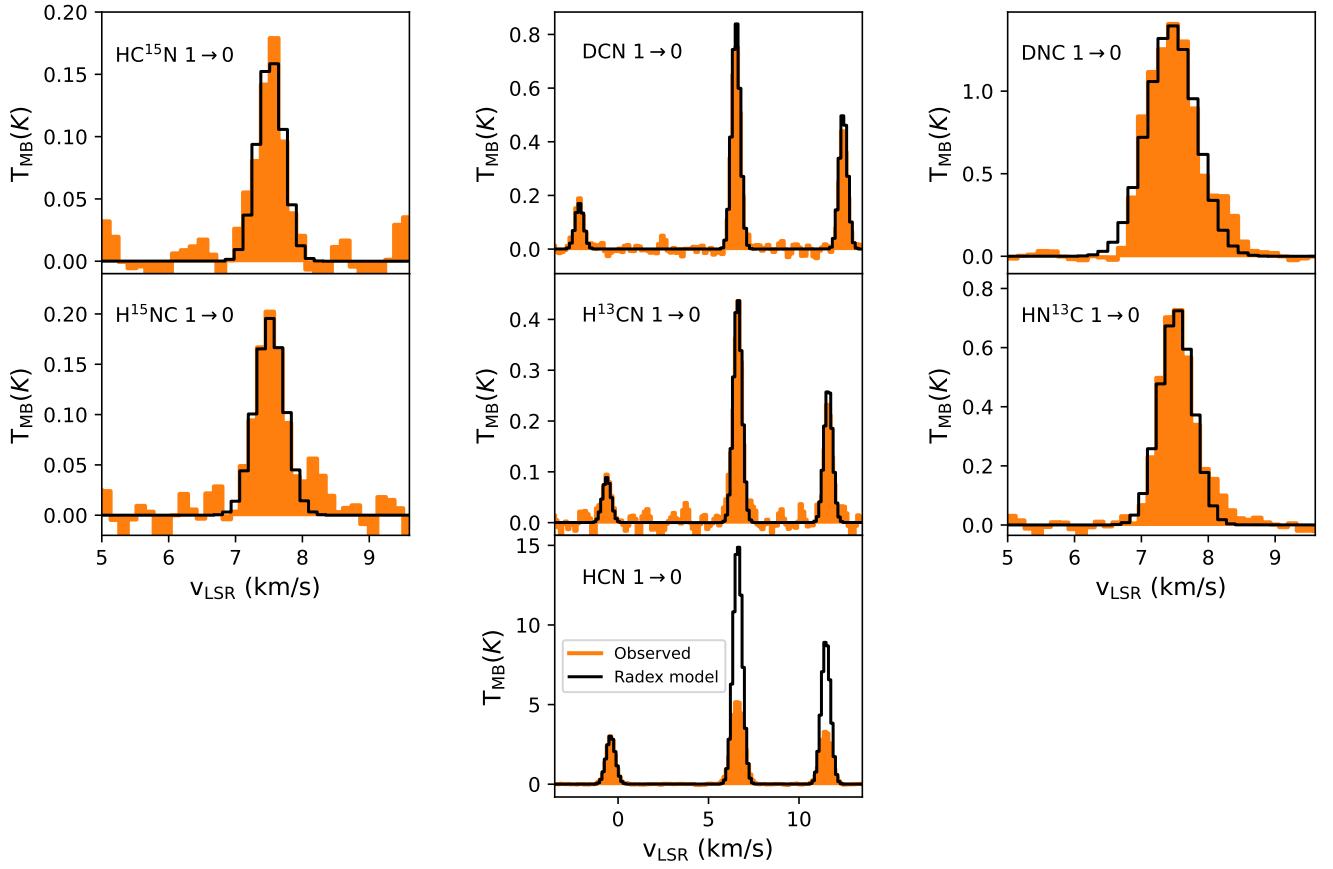 HC¹⁵N 1→0
T_MB(K)
0.20
0.15
0.10
0.05
0.00
H¹⁵NC 1→0
T_MB(K)
0.20
0.15
0.10
0.05
0.00
5 6 7 8 9
v_LSR (km/s)
DCN 1→0
T_MB(K)
0.8
0.6
0.4
0.2
0.0
H¹³CN 1→0
T_MB(K)
0.4
0.3
0.2
0.1
0.0
HCN 1→0
T_MB(K)
15
10
5
0
Observed
Radex model
0 5 10
v_LSR (km/s)
DNC 1→0
T_MB(K)
1.0
0.5
0.0
HN¹³C 1→0
T_MB(K)
0.8
0.6
0.4
0.2
0.0
5 6 7 8 9
v_LSR (km/s)